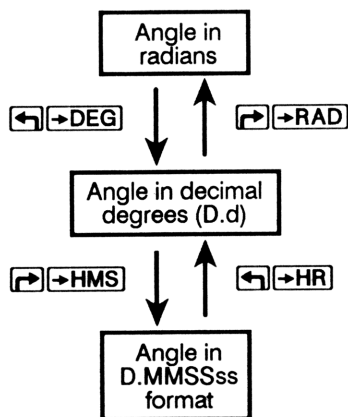 Angle in
radians
→DEG
→RAD
Angle in decimal
degrees (D.d)
→HMS
→HR
Angle in
D.MMSSss
format